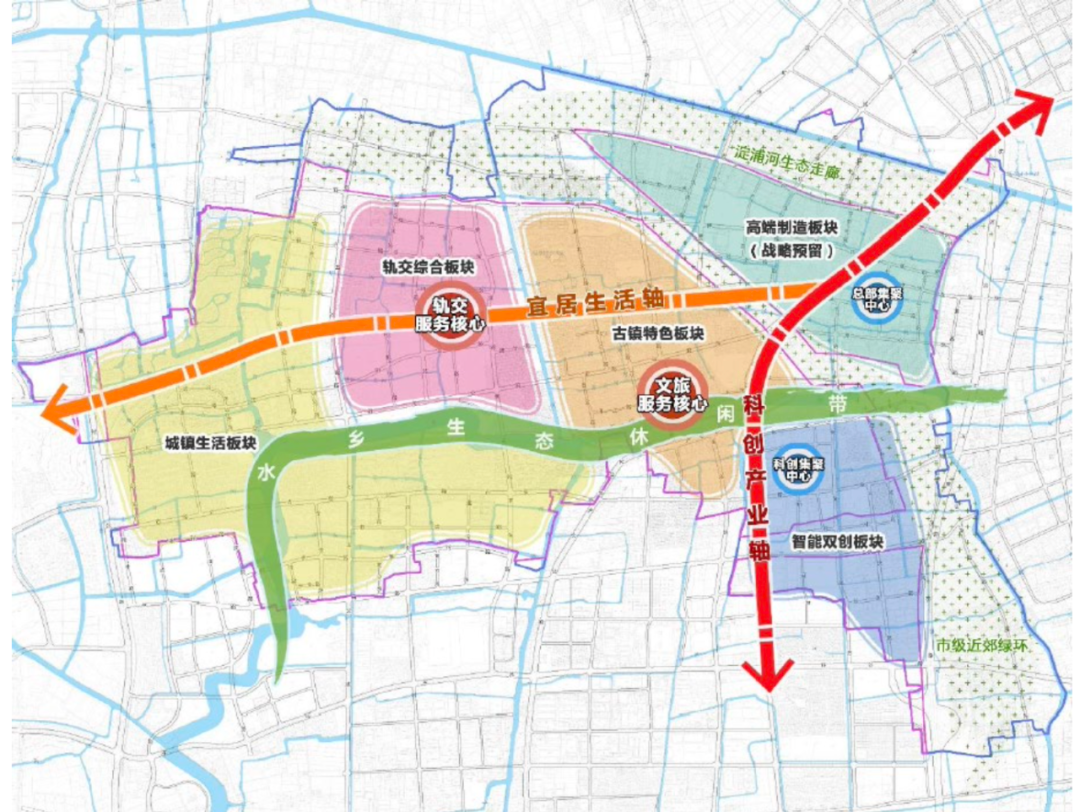 淀浦河生态走廊
高端制造板块
（战略预留）
轨交综合板块
总部集聚
中心
宜居生活轴
轨交
服务核心
古镇特色板块
文旅
服务核心
城镇生活板块
水乡生态休闲带
科创产业轴
科创集聚
中心
智能双创板块
市级近郊绿环